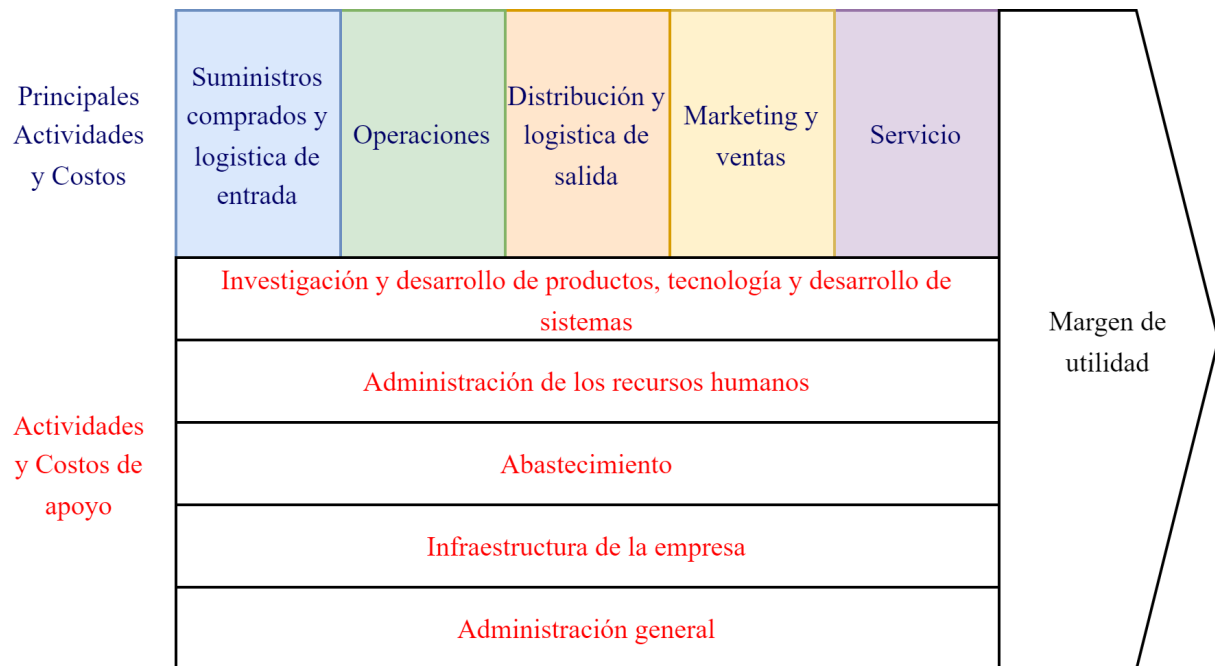 Principales
Actividades
y Costos
Suministros
comprados y
logistica de
entrada
Operaciones
Distribución y
logistica de
salida
Marketing y
ventas
Servicio
Investigación y desarrollo de productos, tecnología y desarrollo de
sistemas
Administración de los recursos humanos
Abastecimiento
Infraestructura de la empresa
Administración general
Actividades
y Costos de
apoyo
Margen de
utilidad